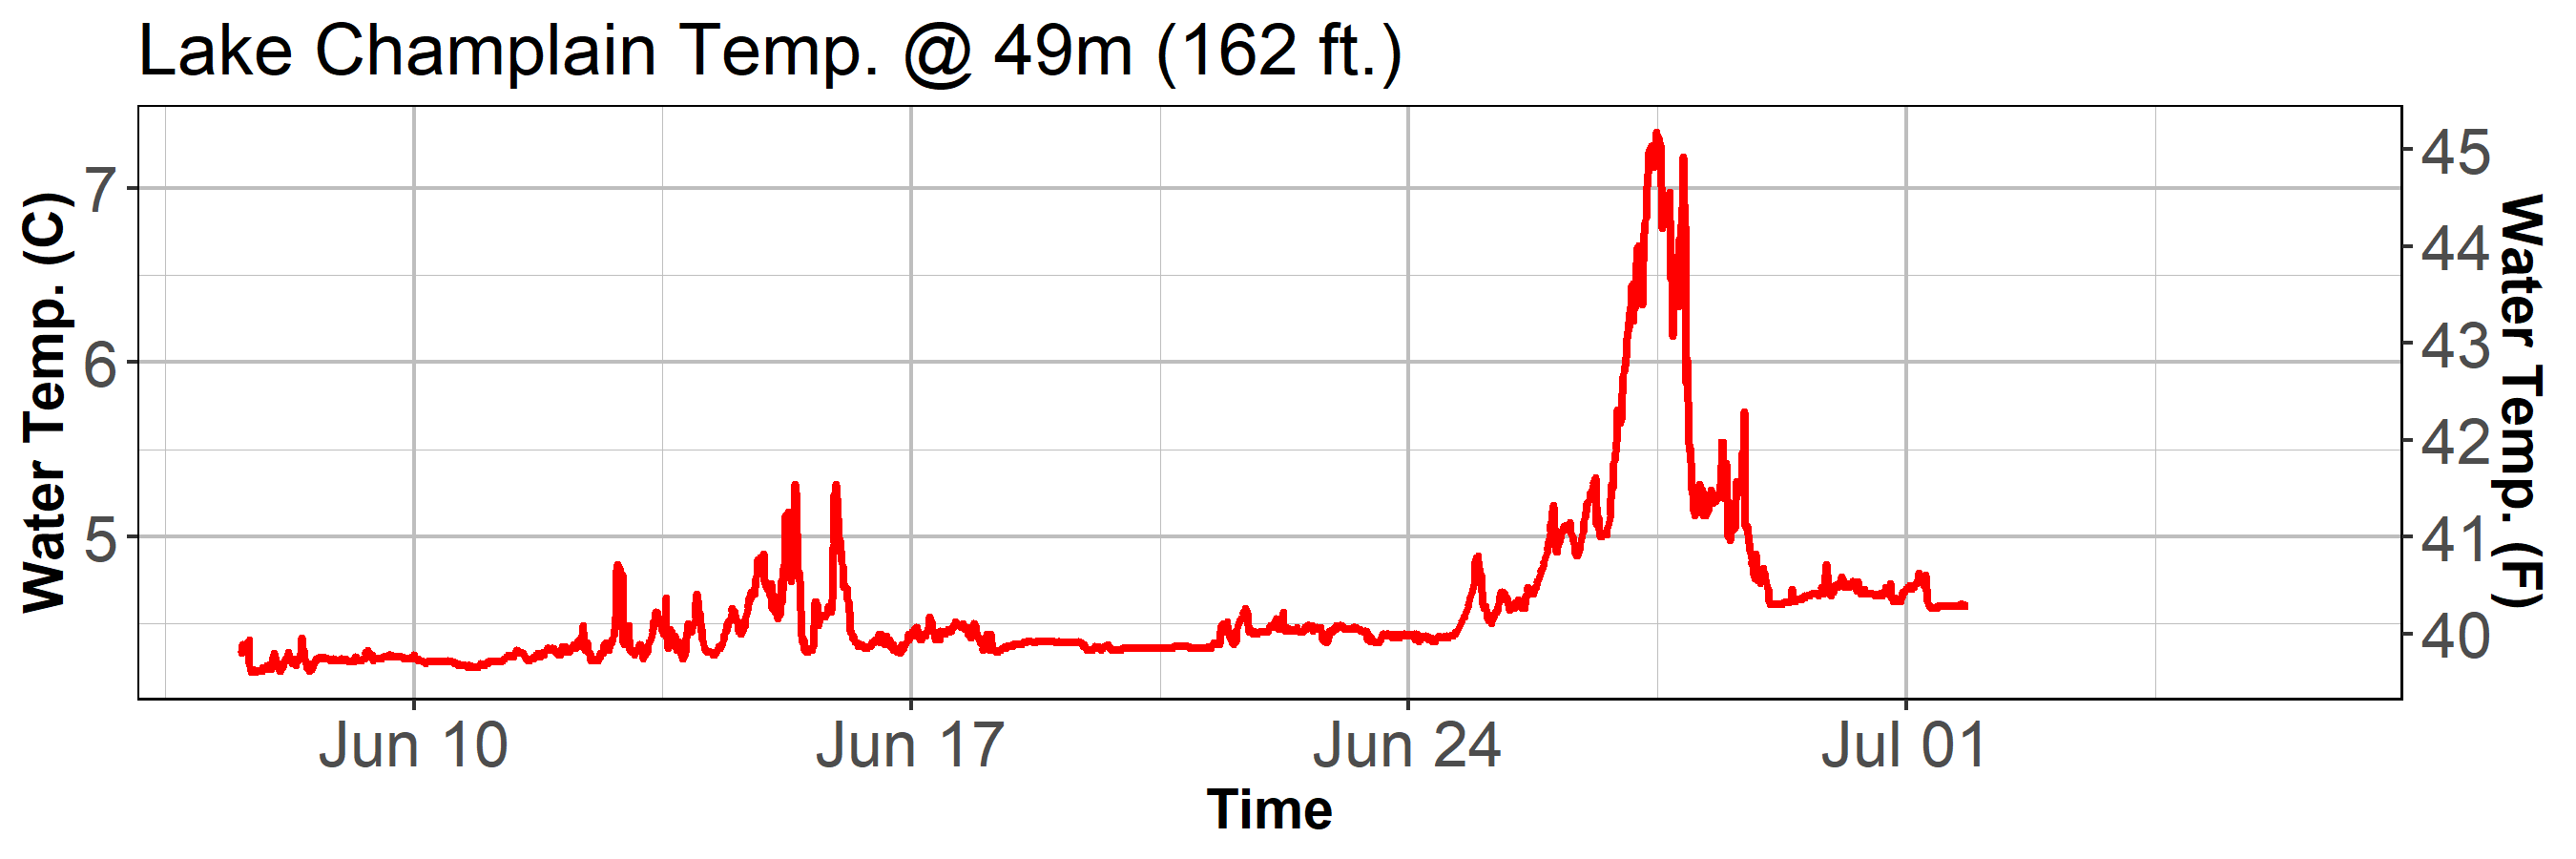 Lake Champlain Temp. @ 49m (162 ft.)
Water Temp. (C)
7
6
5
45
44
43
42
41
40
Water Temp. (F)
Jun 10
Jun 17
Jun 24
Jul 01
Time